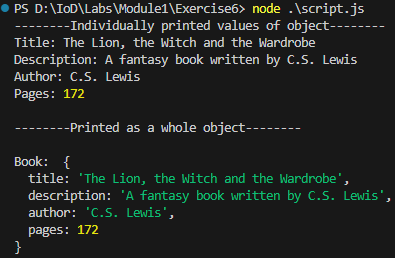 PS D:\IoD\Labs\Module1\Exercise6> node .\script.js
--------Individually printed values of object--------
Title: The Lion, the Witch and the Wardrobe
Description: A fantasy book written by C.S. Lewis
Author: C.S. Lewis
Pages: 172
--------Printed as a whole object--------
Book:  {
  title: 'The Lion, the Witch and the Wardrobe',
  description: 'A fantasy book written by C.S. Lewis',
  author: 'C.S. Lewis',
  pages: 172
}